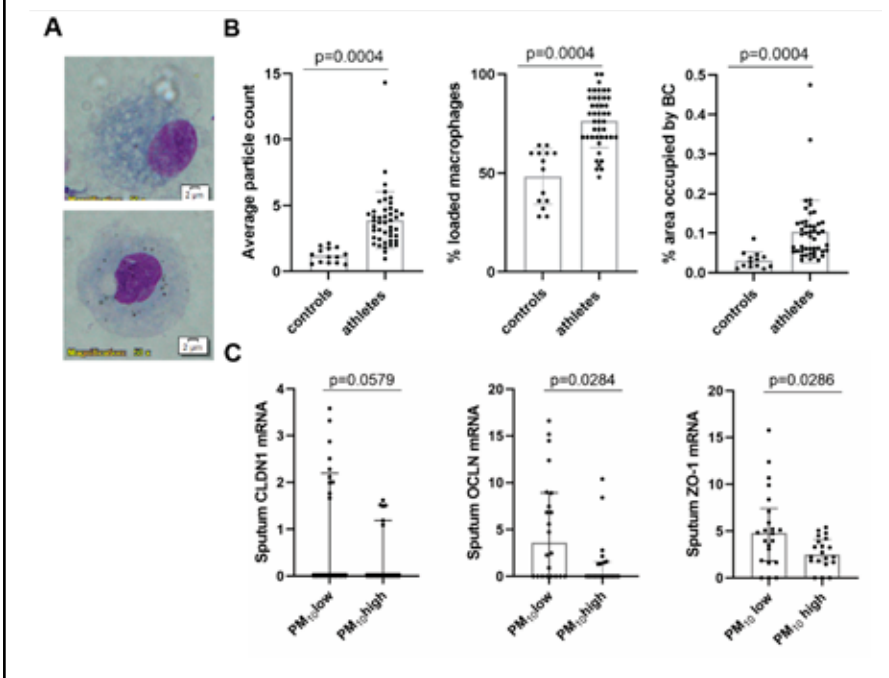 A
B
2 µm
2 µm
p=0.0004
Average particle count
15
10
5
0
controls
athletes
p=0.0004
% loaded macrophages
100
50
0
controls
athletes
p=0.0004
% area occupied by BC
0.5
0.4
0.3
0.2
0.1
0.0
controls
athletes
C
p=0.0579
Sputum CLDN1 mRNA
4
3
2
1
0
PM₁₀low
PM₁₀high
p=0.0284
Sputum OCLN mRNA
20
15
10
5
0
PM₁₀low
PM₁₀high
p=0.0286
Sputum ZO-1 mRNA
20
15
10
5
0
PM₁₀ low
PM₁₀ high